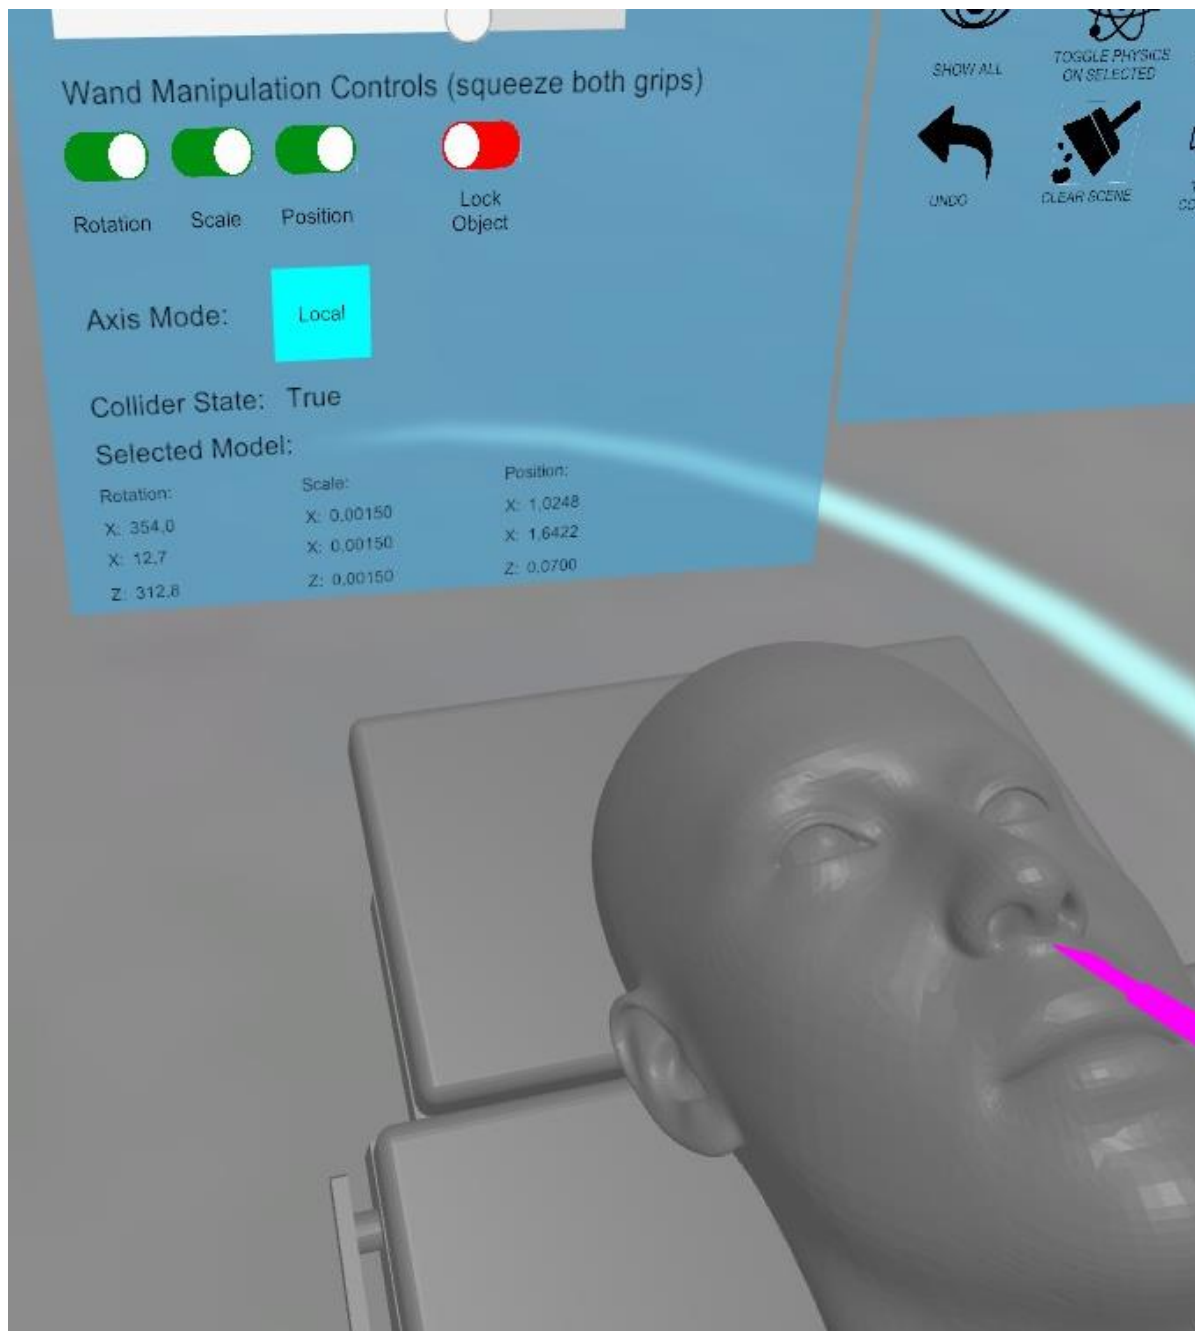 Wand Manipulation Controls (squeeze both grips)
Rotation
Scale
Position
Lock
Object
Axis Mode:
Local
Collider State: True
Selected Model:
Rotation:
X: 354.0
X: 12.7
Z: 312.8
Scale:
X: 0.00150
X: 0.00150
Z: 0.00150
Position:
X: 1.0248
X: 1.6422
Z: 0.0700
SHOW ALL
TOGGLE PHYSICS
ON SELECTED
UNDO
CLEAR SCENE